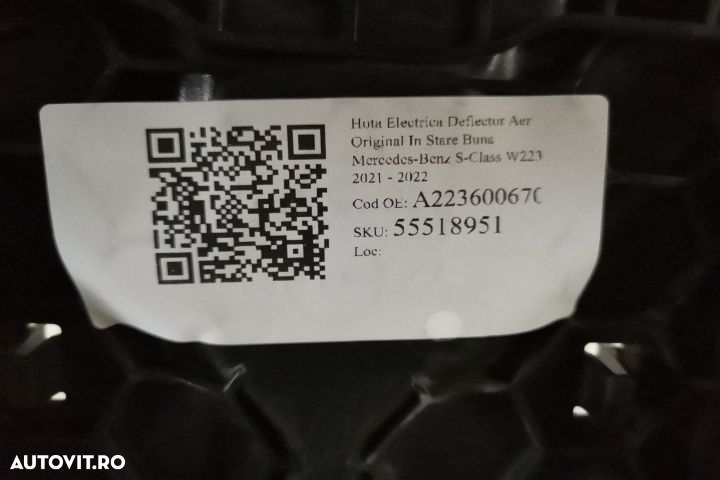 Hota Electrica Deflector Aer
Original In Stare Buna
Mercedes-Benz S-Class W223
2021 - 2022
Cod OE: A223600670
SKU: 55518951
Loc:
AUTOVIT.RO